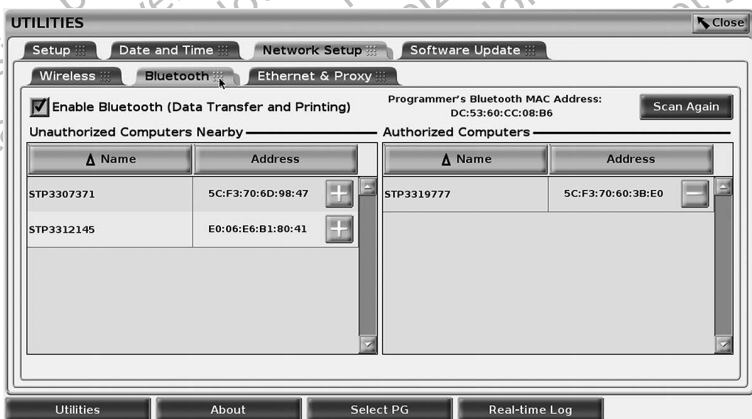 UTILITIES
Close
Setup
Date and Time
Network Setup
Software Update
Wireless
Bluetooth
Ethernet & Proxy
Enable Bluetooth (Data Transfer and Printing)
Programmer's Bluetooth MAC Address:
DC:53:60:CC:08:B6
Scan Again
Unauthorized Computers Nearby
Δ Name
Address
STP3307371
5C:F3:70:6D:98:47
+
STP3312145
E0:06:E6:B1:80:41
+
Authorized Computers
Δ Name
Address
STP3319777
5C:F3:70:60:3B:E0
−
Utilities
About
Select PG
Real-time Log